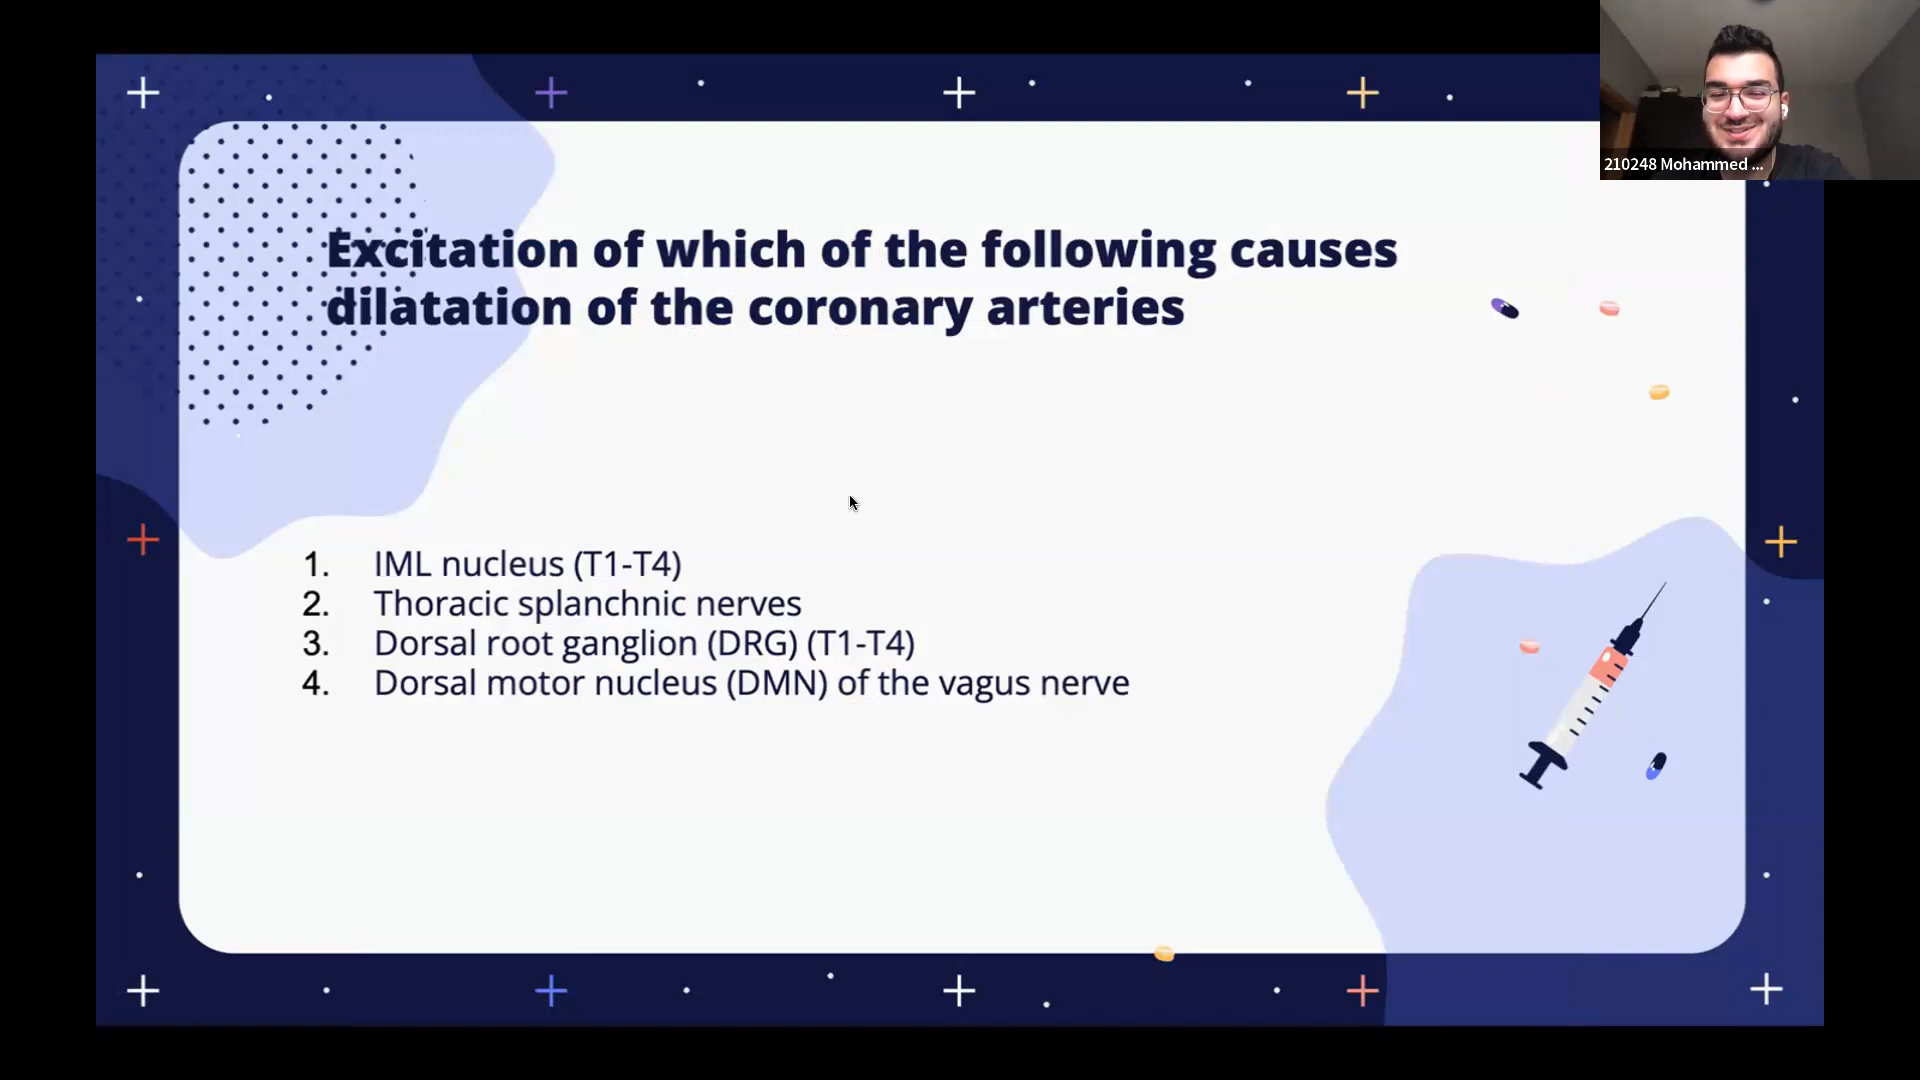 210248 Mohammed ...
Excitation of which of the following causes
dilatation of the coronary arteries
1. IML nucleus (T1-T4)
2. Thoracic splanchnic nerves
3. Dorsal root ganglion (DRG) (T1-T4)
4. Dorsal motor nucleus (DMN) of the vagus nerve